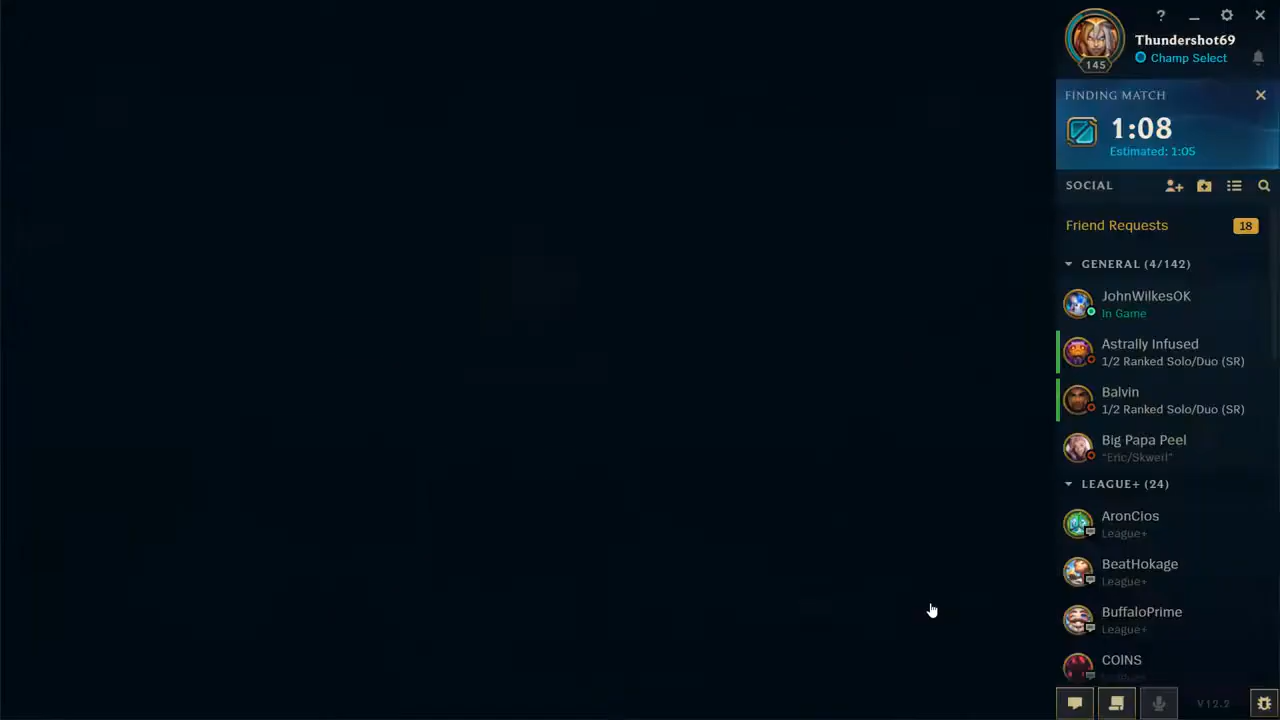 ?
Thundershot69
145
Champ Select
FINDING MATCH
1:08
Estimated: 1:05
SOCIAL
Friend Requests
18
GENERAL (4/142)
JohnWilkesOK
In Game
Astrally Infused
1/2 Ranked Solo/Duo (SR)
Balvin
1/2 Ranked Solo/Duo (SR)
Big Papa Peel
"Eric/Skwerl"
LEAGUE+ (24)
AronCios
League+
BeatHokage
League+
BuffaloPrime
League+
COINS
V12.2